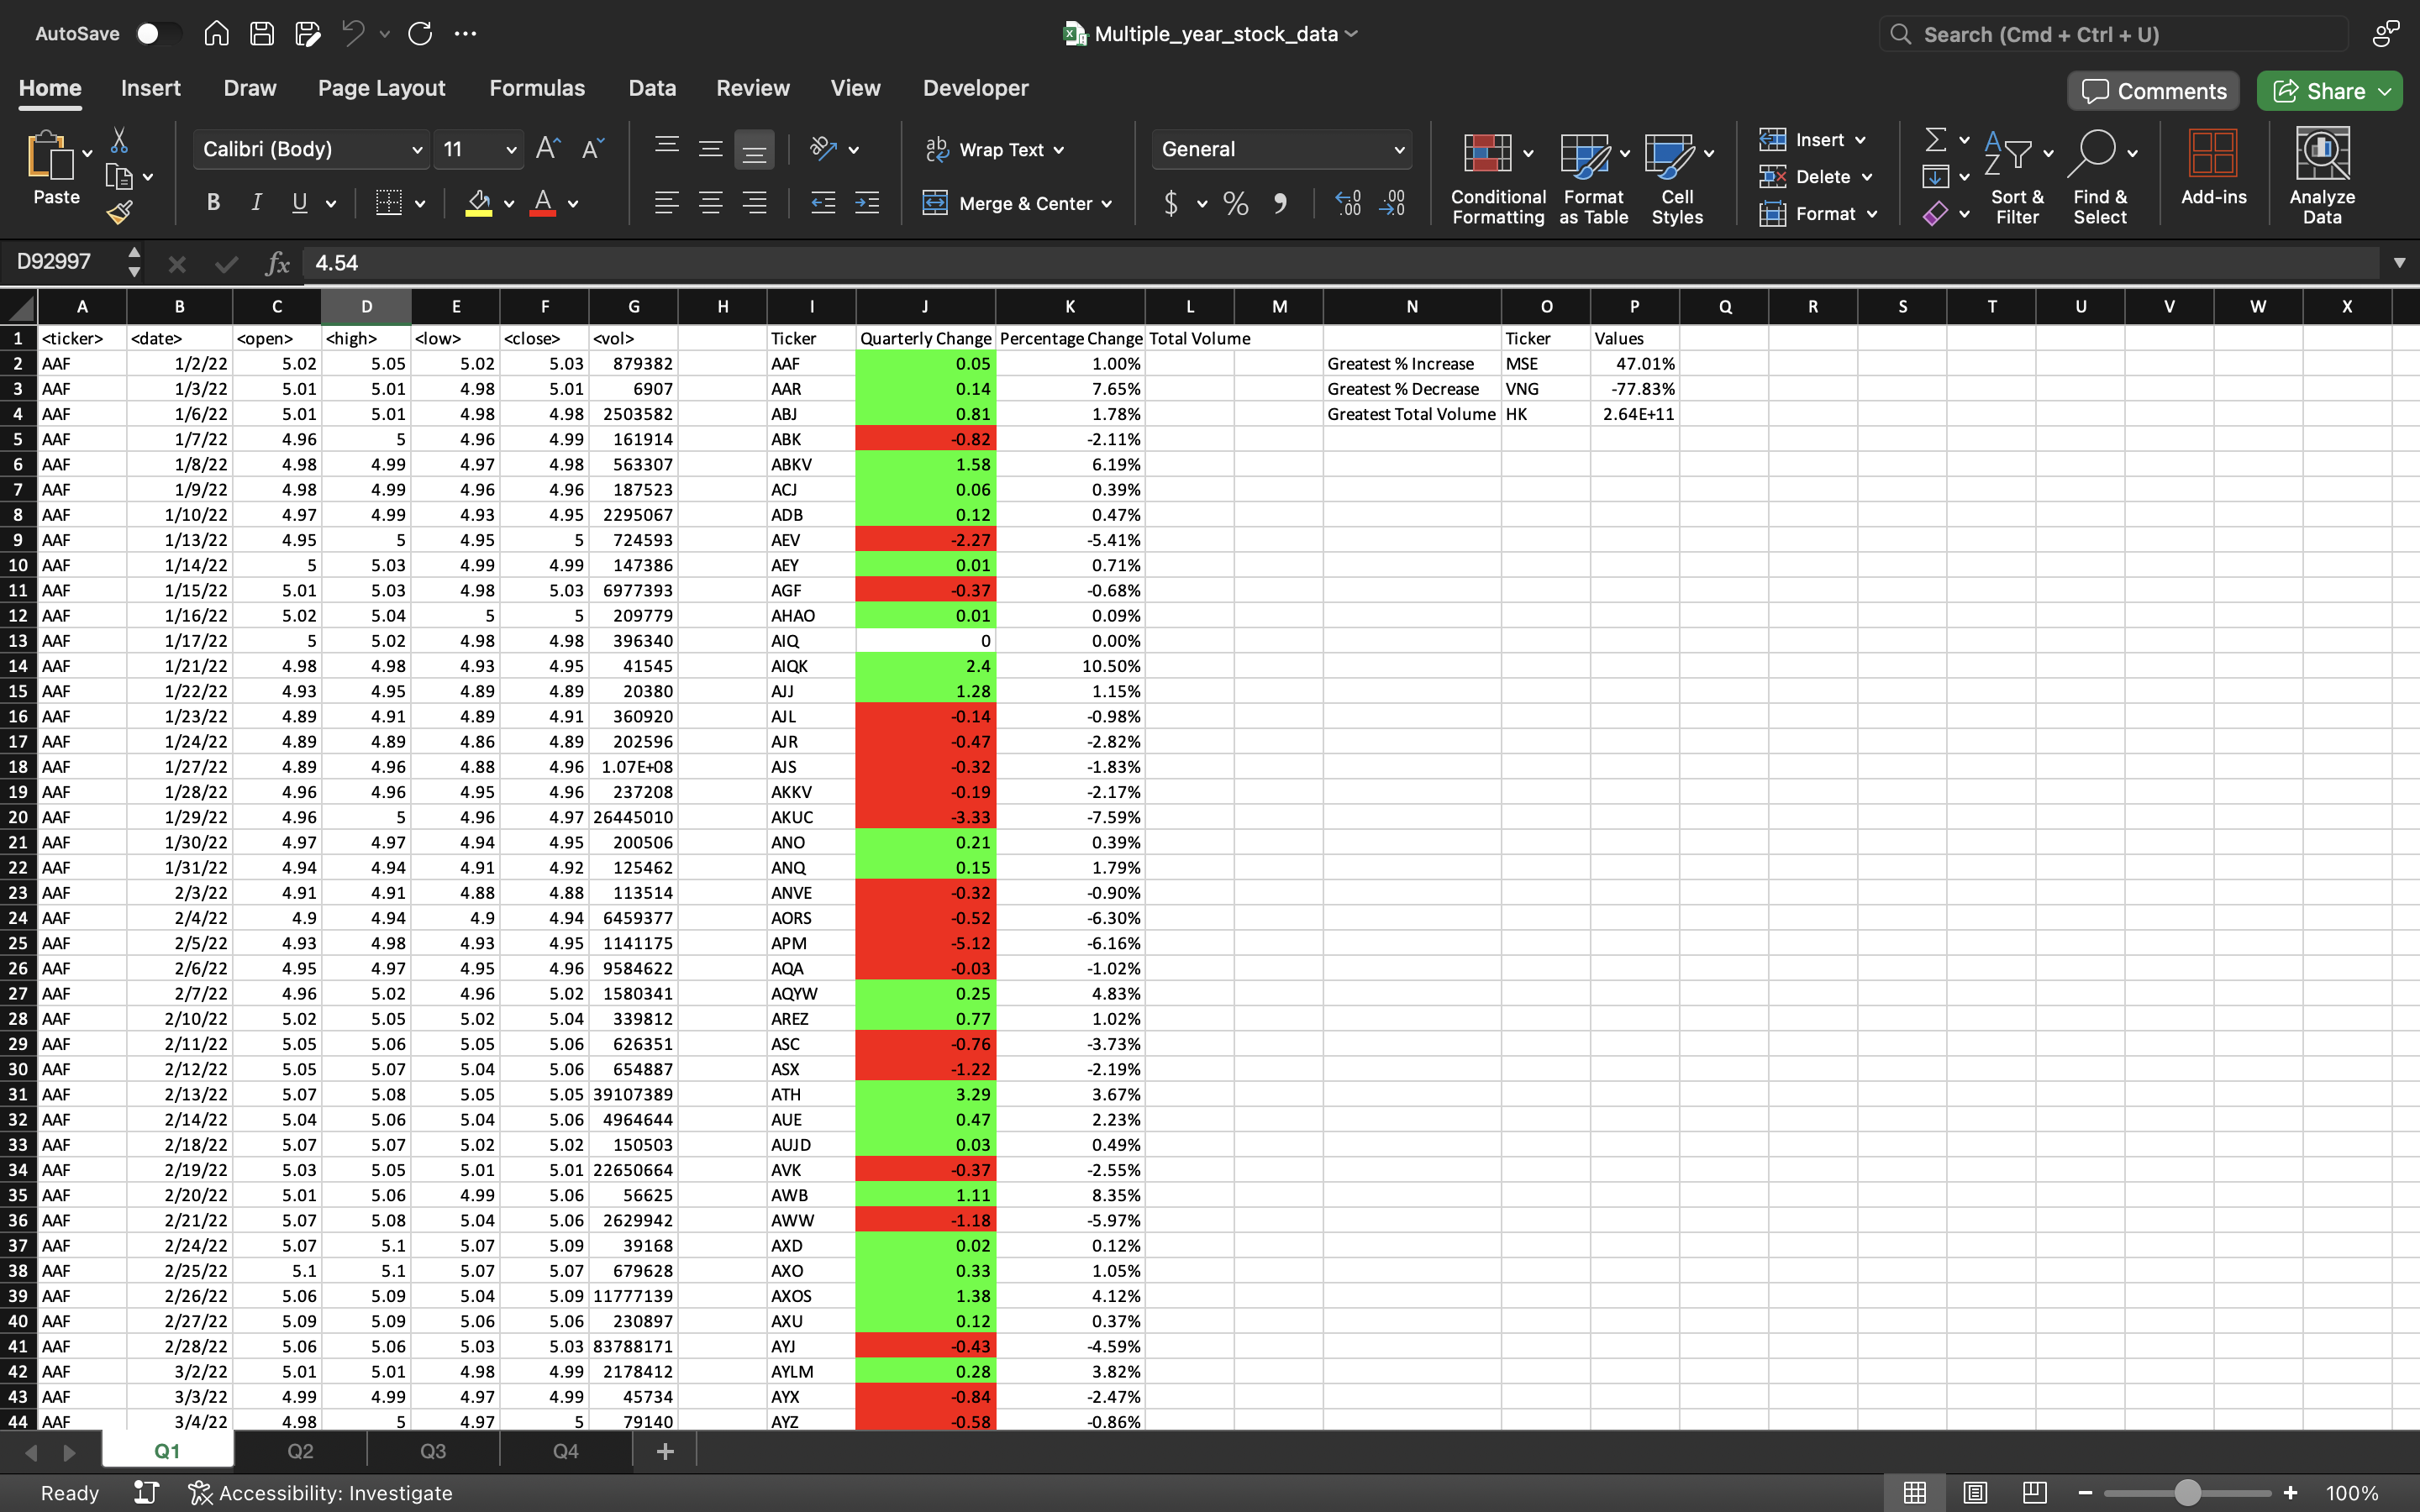 AutoSave
Multiple_year_stock_data
Search (Cmd + Ctrl + U)
Home Insert Draw Page Layout Formulas Data Review View Developer
Comments Share
Paste
Calibri (Body) 11
B I U
Wrap Text
Merge & Center
General
$ % 9
Conditional Formatting
Format as Table
Cell Styles
Insert
Delete
Format
Sort & Filter
Find & Select
Add-ins
Analyze Data
D92997 fx 4.54
A B C D E F G H I J K L M N O P Q R S T U V W X
1 <ticker> <date> <open> <high> <low> <close> <vol> Ticker Quarterly Change Percentage Change Total Volume Ticker Values
2 AAF 1/2/22 5.02 5.05 5.02 5.03 879382 AAF 0.05 1.00% Greatest % Increase MSE 47.01%
3 AAF 1/3/22 5.01 5.01 4.98 5.01 6907 AAR 0.14 7.65% Greatest % Decrease VNG -77.83%
4 AAF 1/6/22 5.01 5.01 4.98 4.98 2503582 ABJ 0.81 1.78% Greatest Total Volume HK 2.64E+11
5 AAF 1/7/22 4.96 5 4.96 4.99 161914 ABK -0.82 -2.11%
6 AAF 1/8/22 4.98 4.99 4.97 4.98 563307 ABKV 1.58 6.19%
7 AAF 1/9/22 4.98 4.99 4.96 4.96 187523 ACJ 0.06 0.39%
8 AAF 1/10/22 4.97 4.99 4.93 4.95 2295067 ADB 0.12 0.47%
9 AAF 1/13/22 4.95 5 4.95 5 724593 AEV -2.27 -5.41%
10 AAF 1/14/22 5 5.03 4.99 4.99 147386 AEY 0.01 0.71%
11 AAF 1/15/22 5.01 5.03 4.98 5.03 6977393 AGF -0.37 -0.68%
12 AAF 1/16/22 5.02 5.04 5 5 209779 AHAO 0.01 0.09%
13 AAF 1/17/22 5 5.02 4.98 4.98 396340 AIQ 0 0.00%
14 AAF 1/21/22 4.98 4.98 4.93 4.95 41545 AIQK 2.4 10.50%
15 AAF 1/22/22 4.93 4.95 4.89 4.89 20380 AJJ 1.28 1.15%
16 AAF 1/23/22 4.89 4.91 4.89 4.91 360920 AJL -0.14 -0.98%
17 AAF 1/24/22 4.89 4.89 4.86 4.89 202596 AJR -0.47 -2.82%
18 AAF 1/27/22 4.89 4.96 4.88 4.96 1.07E+08 AJS -0.32 -1.83%
19 AAF 1/28/22 4.96 4.96 4.95 4.96 237208 AKKV -0.19 -2.17%
20 AAF 1/29/22 4.96 5 4.96 4.97 26445010 AKUC -3.33 -7.59%
21 AAF 1/30/22 4.97 4.97 4.94 4.95 200506 ANO 0.21 0.39%
22 AAF 1/31/22 4.94 4.94 4.91 4.92 125462 ANQ 0.15 1.79%
23 AAF 2/3/22 4.91 4.91 4.88 4.88 113514 ANVE -0.32 -0.90%
24 AAF 2/4/22 4.9 4.94 4.9 4.94 6459377 AORS -0.52 -6.30%
25 AAF 2/5/22 4.93 4.98 4.93 4.95 1141175 APM -5.12 -6.16%
26 AAF 2/6/22 4.95 4.97 4.95 4.96 9584622 AQA -0.03 -1.02%
27 AAF 2/7/22 4.96 5.02 4.96 5.02 1580341 AQYW 0.25 4.83%
28 AAF 2/10/22 5.02 5.05 5.02 5.04 339812 AREZ 0.77 1.02%
29 AAF 2/11/22 5.05 5.06 5.05 5.06 626351 ASC -0.76 -3.73%
30 AAF 2/12/22 5.05 5.07 5.04 5.06 654887 ASX -1.22 -2.19%
31 AAF 2/13/22 5.07 5.08 5.05 5.05 39107389 ATH 3.29 3.67%
32 AAF 2/14/22 5.04 5.06 5.04 5.06 4964644 AUE 0.47 2.23%
33 AAF 2/18/22 5.07 5.07 5.02 5.02 150503 AUJD 0.03 0.49%
34 AAF 2/19/22 5.03 5.05 5.01 5.01 22650664 AVK -0.37 -2.55%
35 AAF 2/20/22 5.01 5.06 4.99 5.06 56625 AWB 1.11 8.35%
36 AAF 2/21/22 5.07 5.08 5.04 5.06 2629942 AWW -1.18 -5.97%
37 AAF 2/24/22 5.07 5.1 5.07 5.09 39168 AXD 0.02 0.12%
38 AAF 2/25/22 5.1 5.1 5.07 5.07 679628 AXO 0.33 1.05%
39 AAF 2/26/22 5.06 5.09 5.04 5.09 11777139 AXOS 1.38 4.12%
40 AAF 2/27/22 5.09 5.09 5.06 5.06 230897 AXU 0.12 0.37%
41 AAF 2/28/22 5.06 5.06 5.03 5.03 83788171 AYJ -0.43 -4.59%
42 AAF 3/2/22 5.01 5.01 4.98 4.99 2178412 AYLM 0.28 3.82%
43 AAF 3/3/22 4.99 4.99 4.97 4.99 45734 AYX -0.84 -2.47%
44 AAF 3/4/22 4.98 5 4.97 5 79140 AYZ -0.58 -0.86%
Q1 Q2 Q3 Q4
Ready Accessibility: Investigate 100%